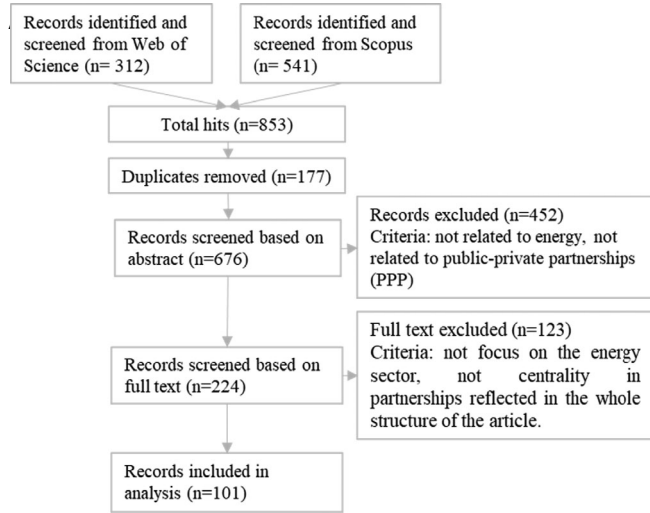 Records identified and
screened from Web of
Science (n= 312)
Records identified and
screened from Scopus
(n= 541)
Total hits (n=853)
Duplicates removed (n=177)
Records screened based on
abstract (n=676)
Records excluded (n=452)
Criteria: not related to energy, not
related to public-private partnerships
(PPP)
Records screened based on
full text (n=224)
Full text excluded (n=123)
Criteria: not focus on the energy
sector, not centrality in
partnerships reflected in the whole
structure of the article.
Records included in
analysis (n=101)